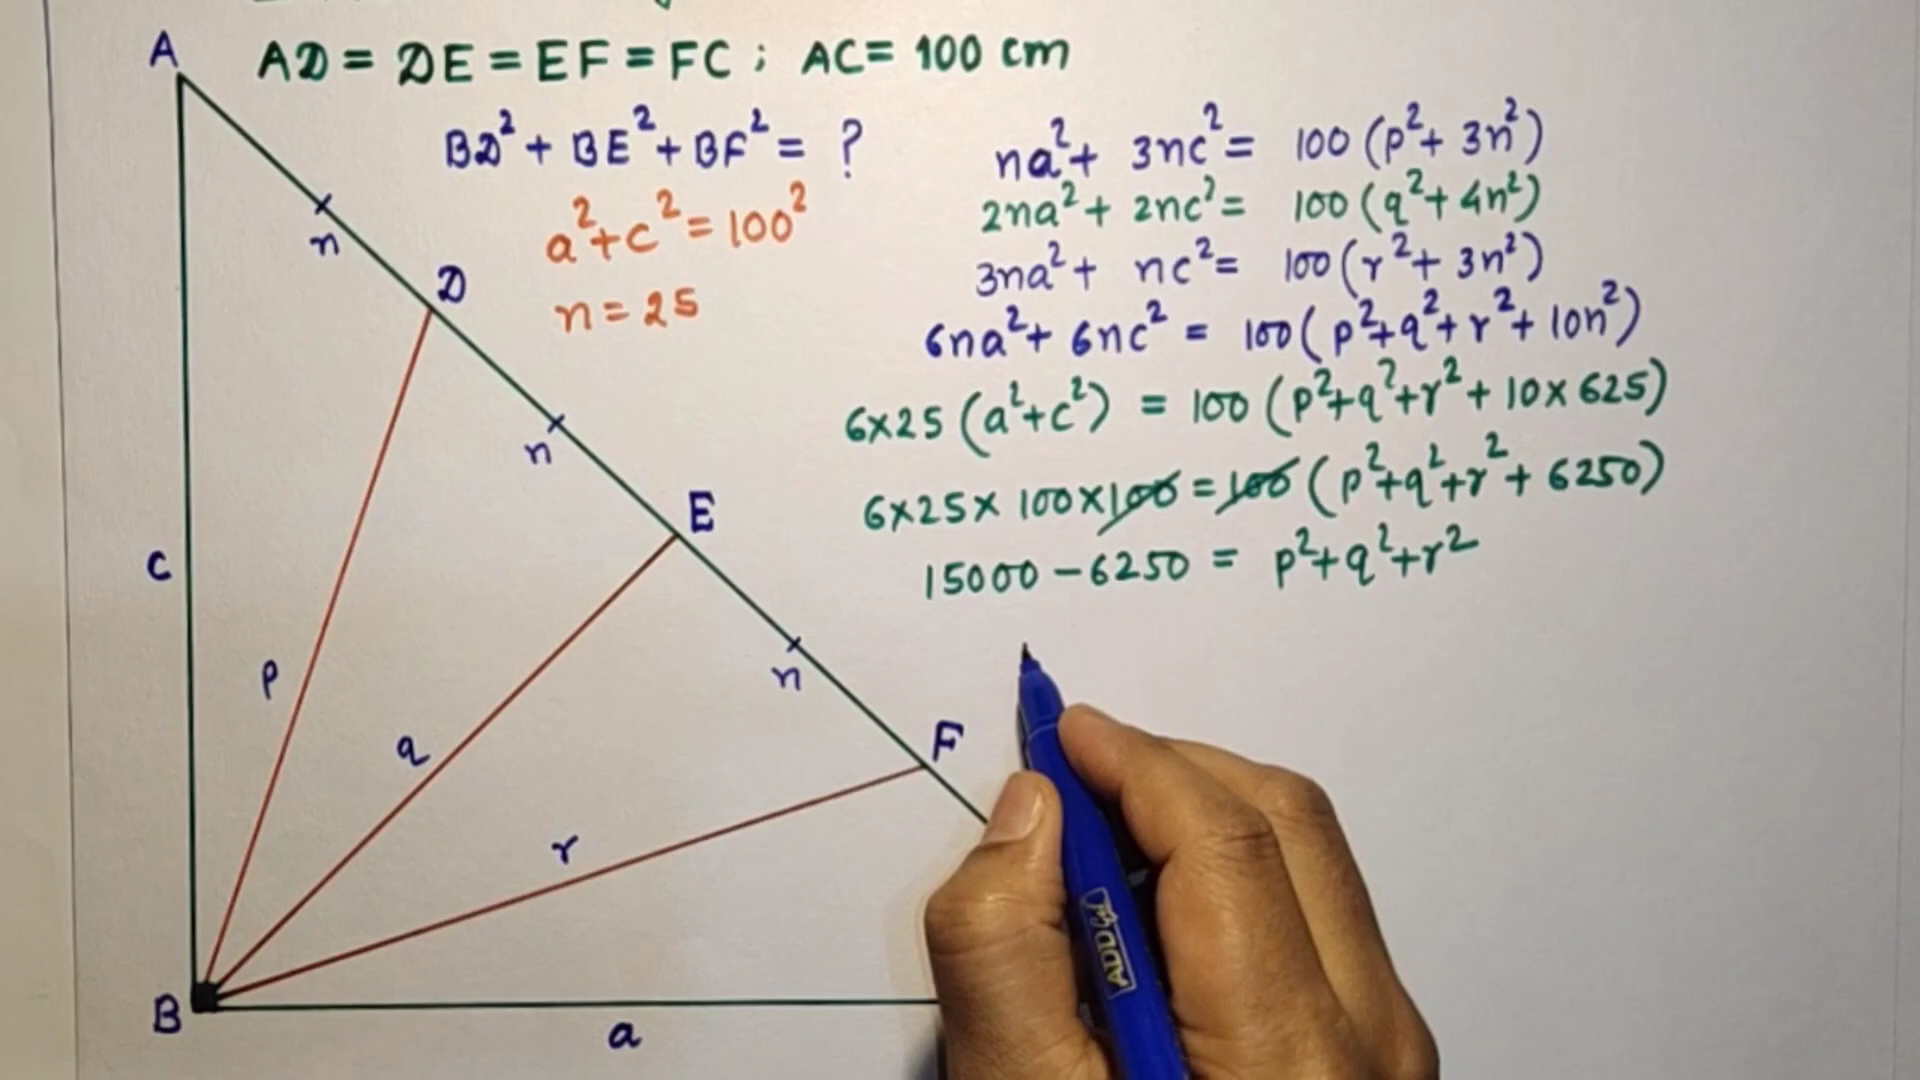 A
AD = DE = EF = FC ; AC = 100 cm
BD² + BE² + BF² = ?
a² + c² = 100²
n = 25
na² + 3nc² = 100 (p² + 3n²)
2na² + 2nc² = 100 (q² + 4n²)
3na² + nc² = 100 (r² + 3n²)
6na² + 6nc² = 100 (p² + q² + r² + 10n²)
6×25 (a² + c²) = 100 (p² + q² + r² + 10×625)
6×25× 100×100 = 100 (p² + q² + r² + 6250)
15000 – 6250 = p² + q² + r²
n
D
n
E
c
p
n
q
F
r
B
a
ADD gel